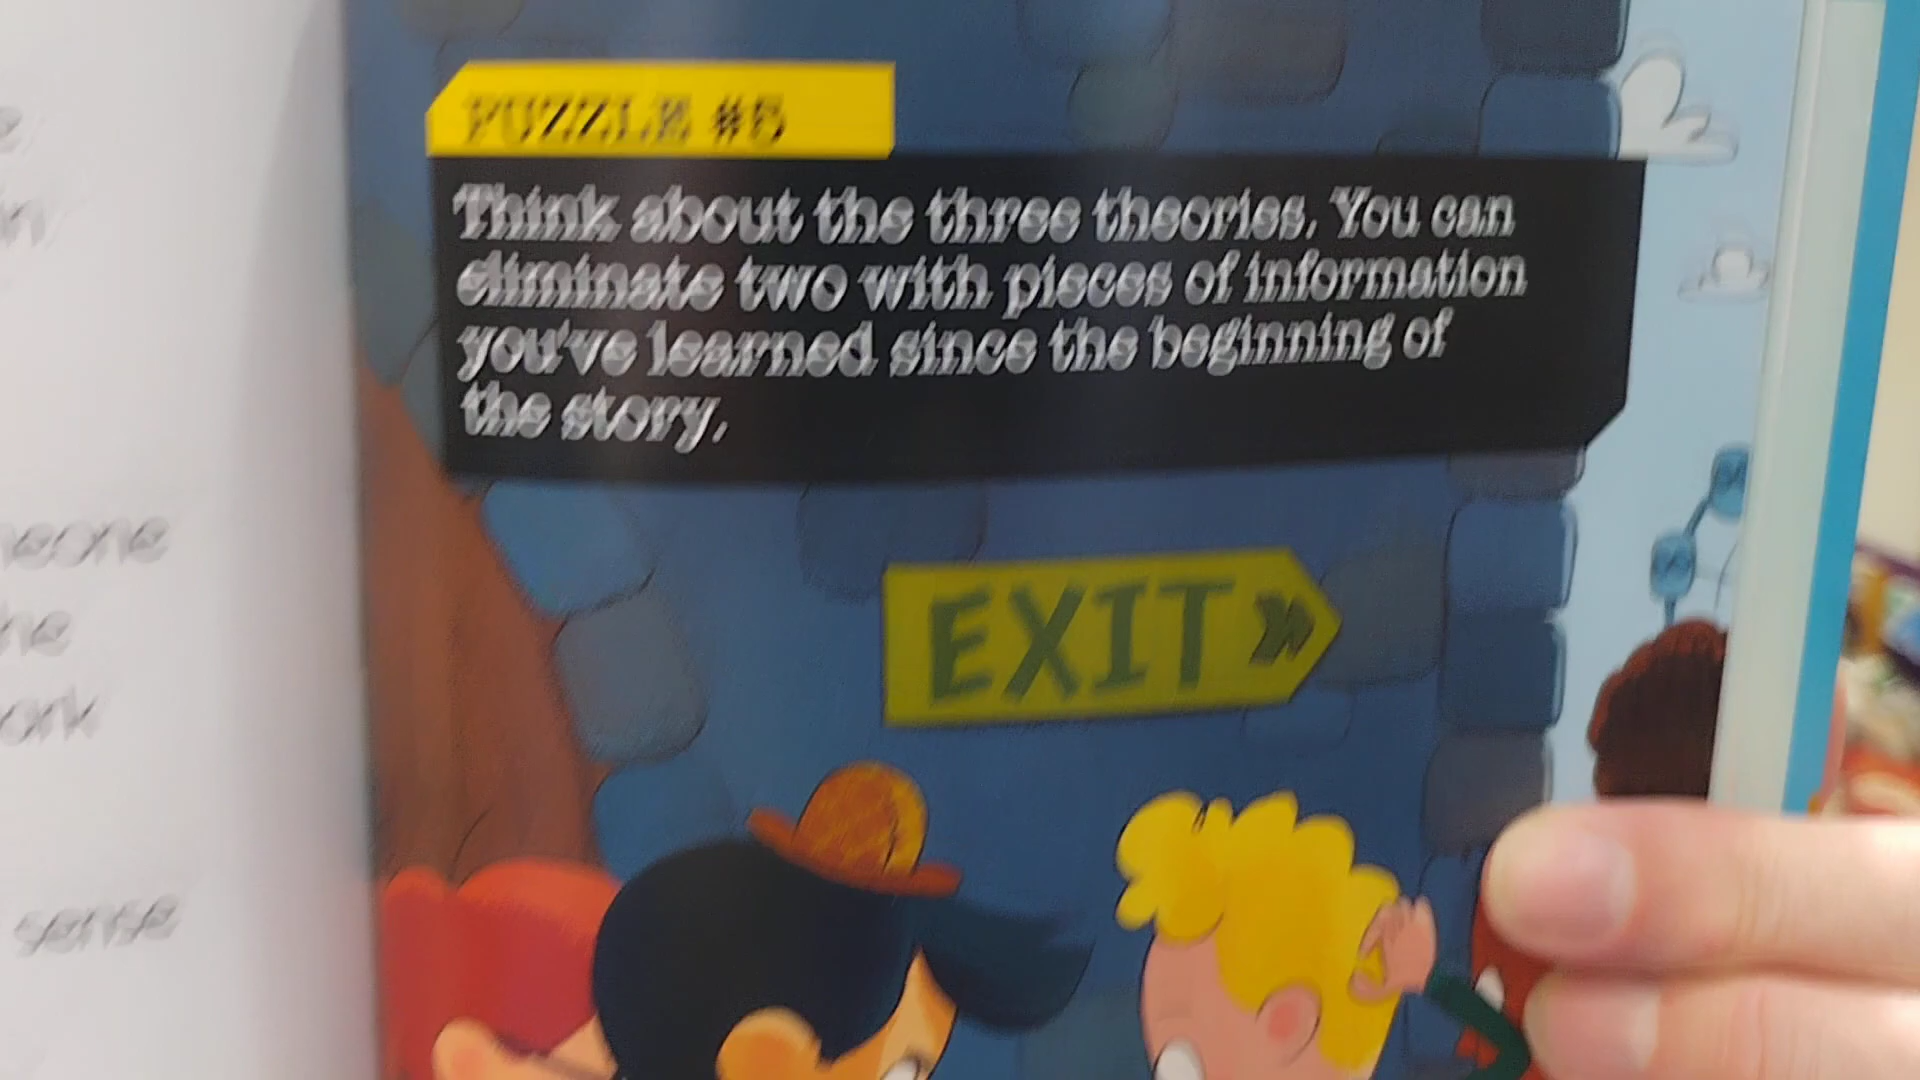 PUZZLE #5
Think about the three theories. You can
eliminate two with pieces of information
you've learned since the beginning of
the story.
EXIT »
sense